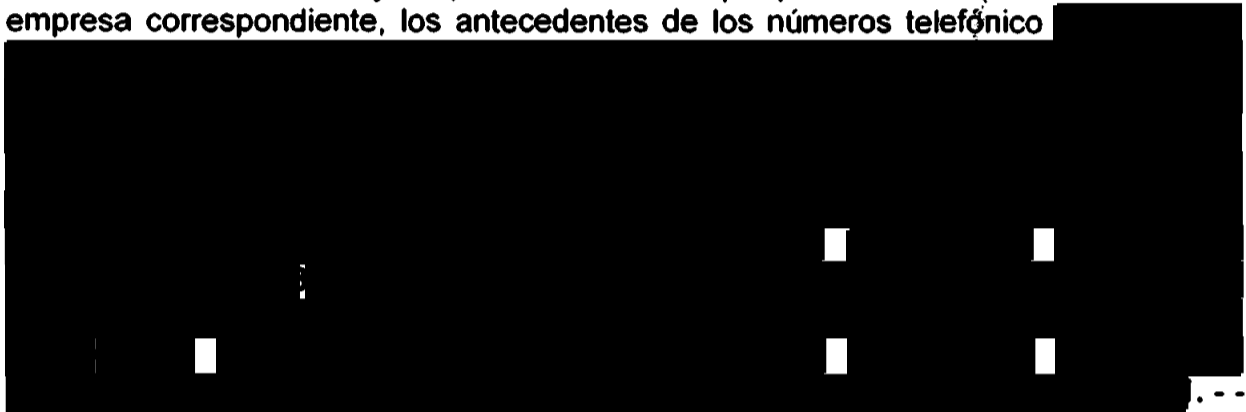 empresa correspondiente, los antecedentes de los números telefónico
.--